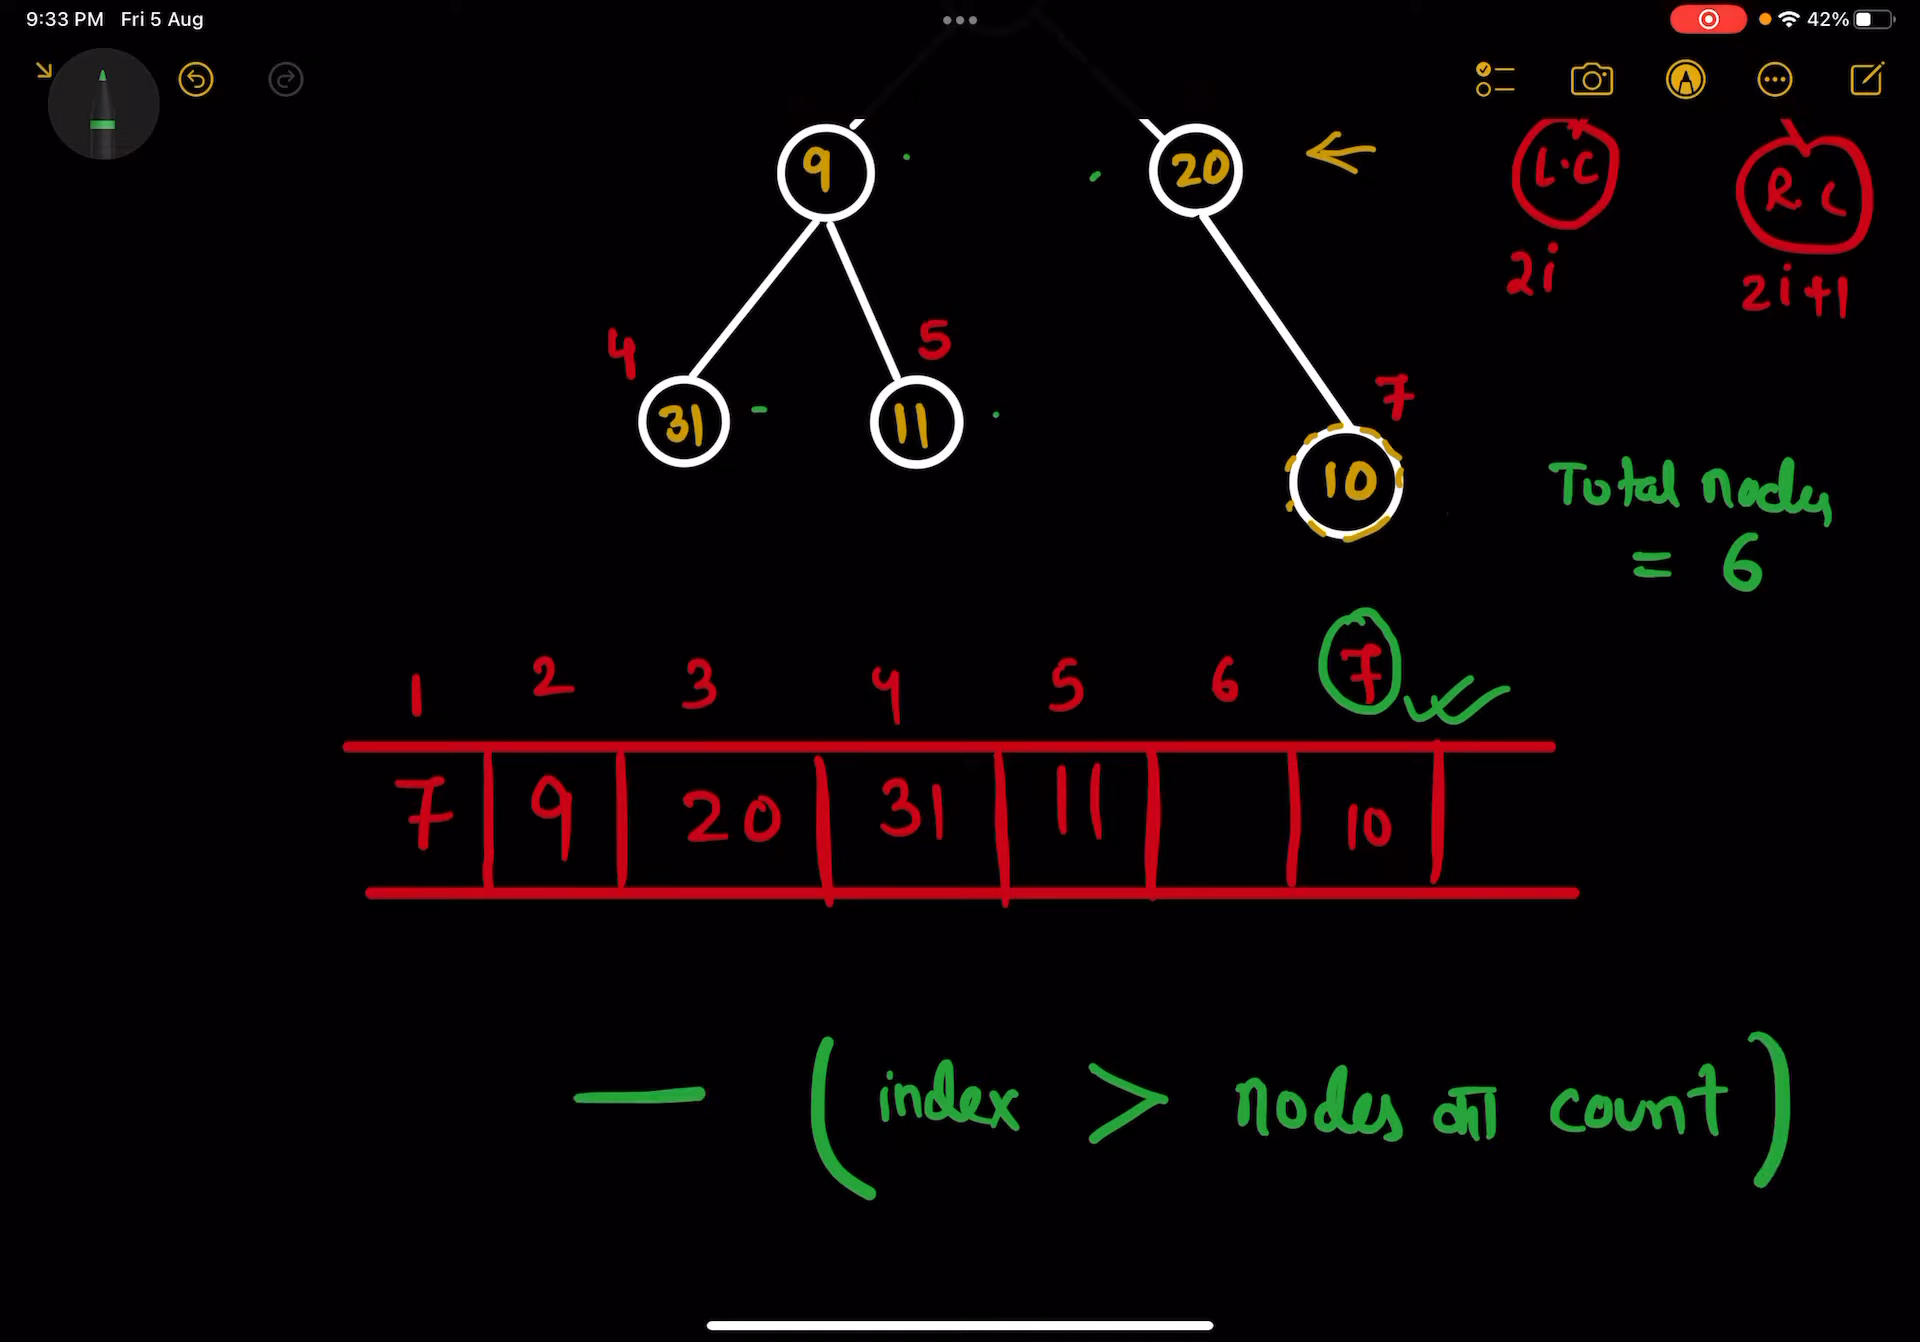 9:33 PM Fri 5 Aug
42%
9
20
L.C
R C
2i
2i+1
4
5
7
31
11
10
Total nodes
= 6
1 2 3 4 5 6 7
7 9 20 31 11 10
— (index > nodes का count)